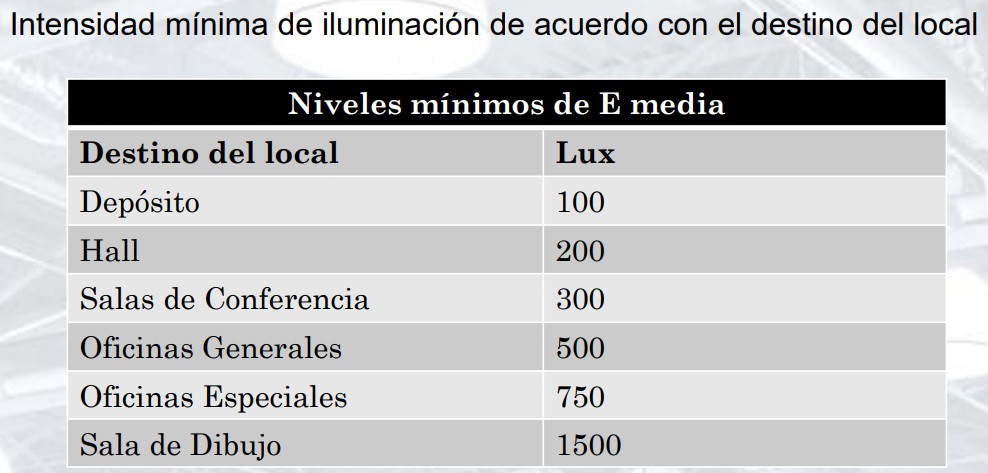 Intensidad mínima de iluminación de acuerdo con el destino del local
Niveles mínimos de E media
Destino del local Lux
Depósito 100
Hall 200
Salas de Conferencia 300
Oficinas Generales 500
Oficinas Especiales 750
Sala de Dibujo 1500